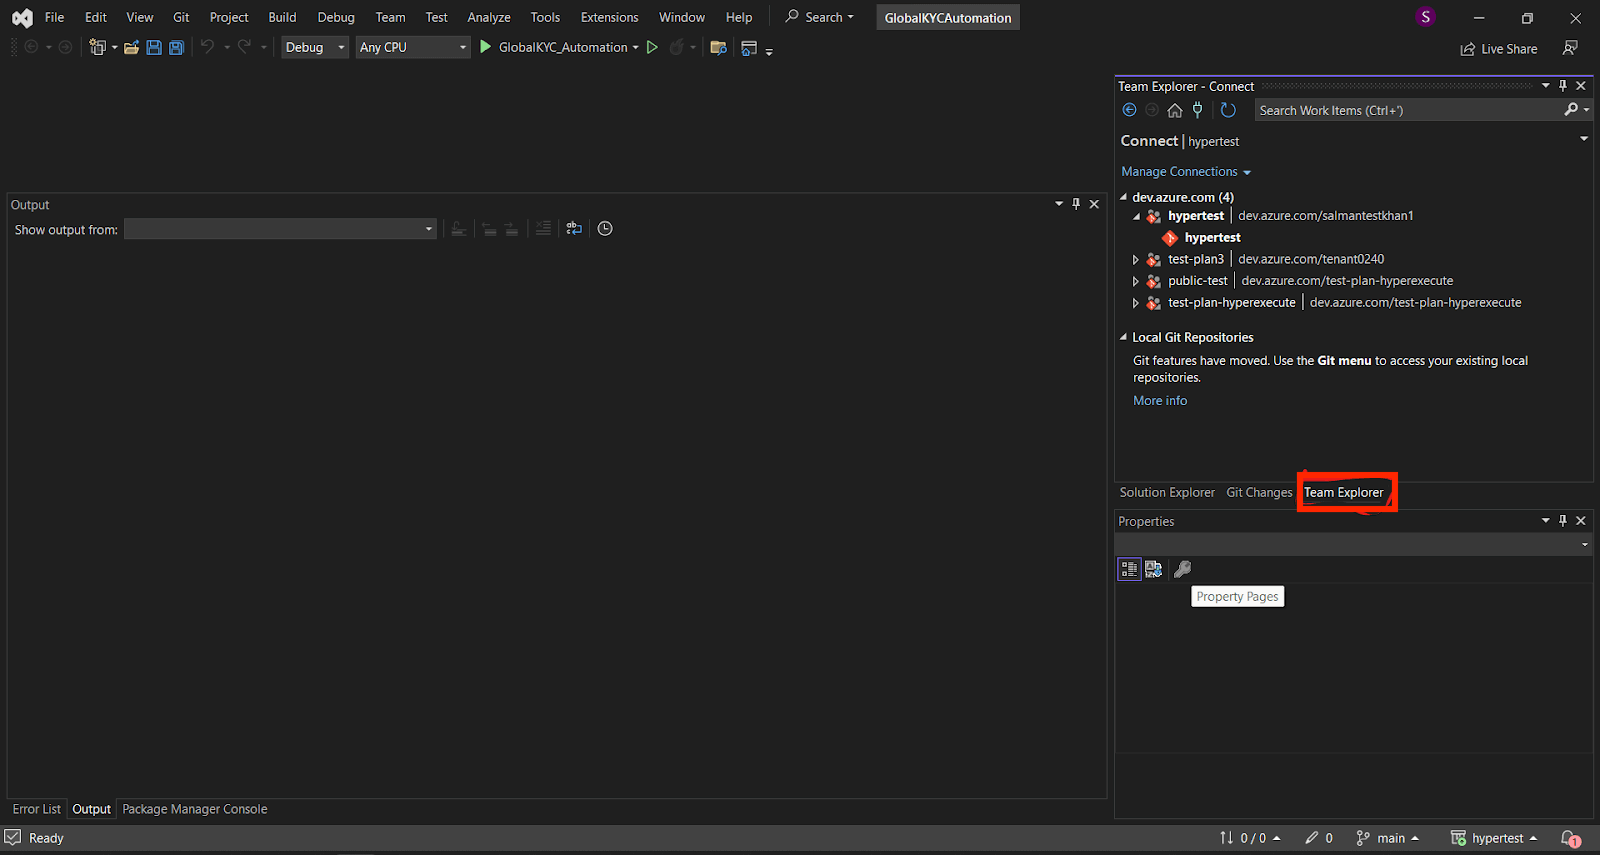 File Edit View Git Project Build Debug Team Test Analyze Tools Extensions Window Help Search GlobalKYCAutomation S
Debug Any CPU GlobalKYC_Automation Live Share
Team Explorer - Connect
Search Work Items (Ctrl+')
Connect | hypertest
Manage Connections
dev.azure.com (4)
hypertest | dev.azure.com/salmantestkhan1
hypertest
test-plan3 | dev.azure.com/tenant0240
public-test | dev.azure.com/test-plan-hyperexecute
test-plan-hyperexecute | dev.azure.com/test-plan-hyperexecute
Local Git Repositories
Git features have moved. Use the Git menu to access your existing local
repositories.
More info
Solution Explorer Git Changes Team Explorer
Output
Show output from:
Properties
Property Pages
Error List Output Package Manager Console
Ready 0 / 0 0 main hypertest 1